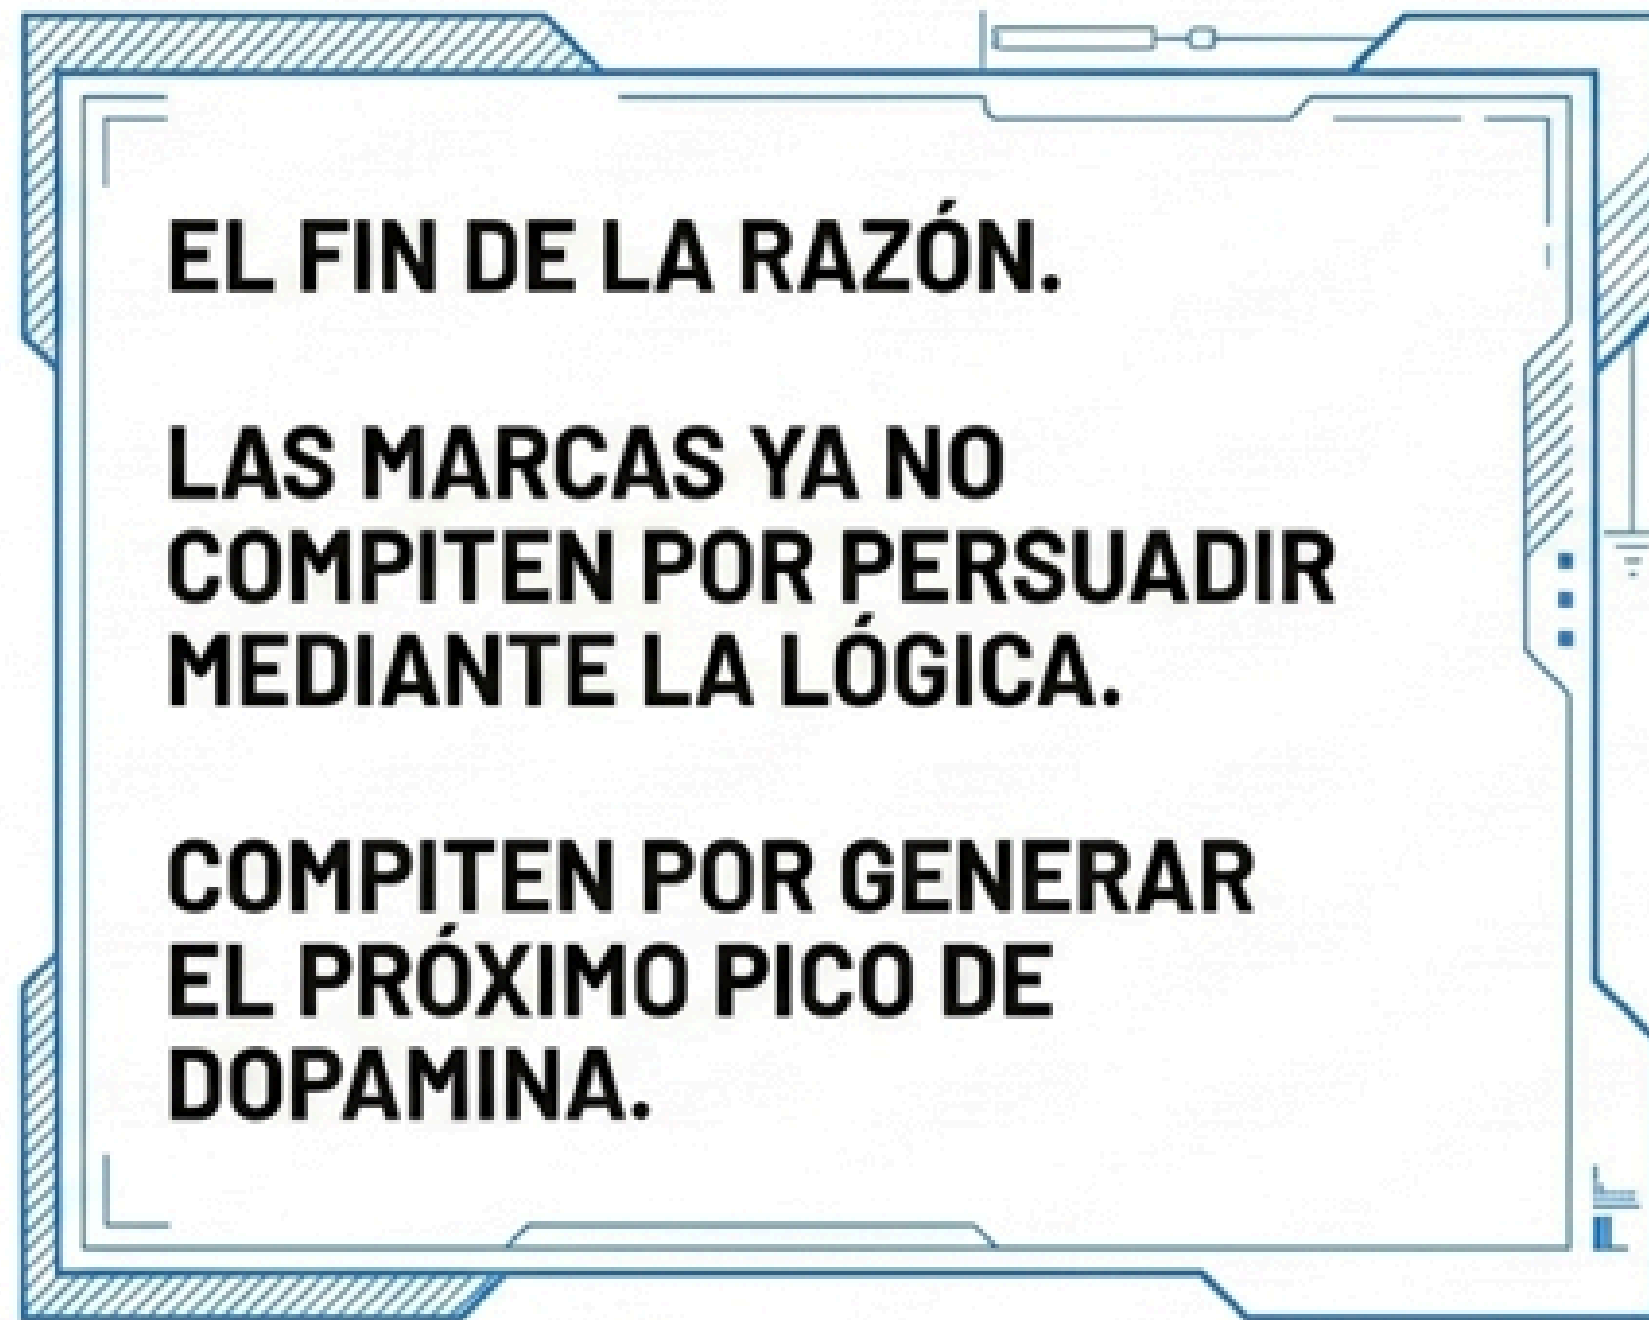 EL FIN DE LA RAZÓN.
LAS MARCAS YA NO
COMPITEN POR PERSUADIR
MEDIANTE LA LÓGICA.
COMPITEN POR GENERAR
EL PRÓXIMO PICO DE
DOPAMINA.